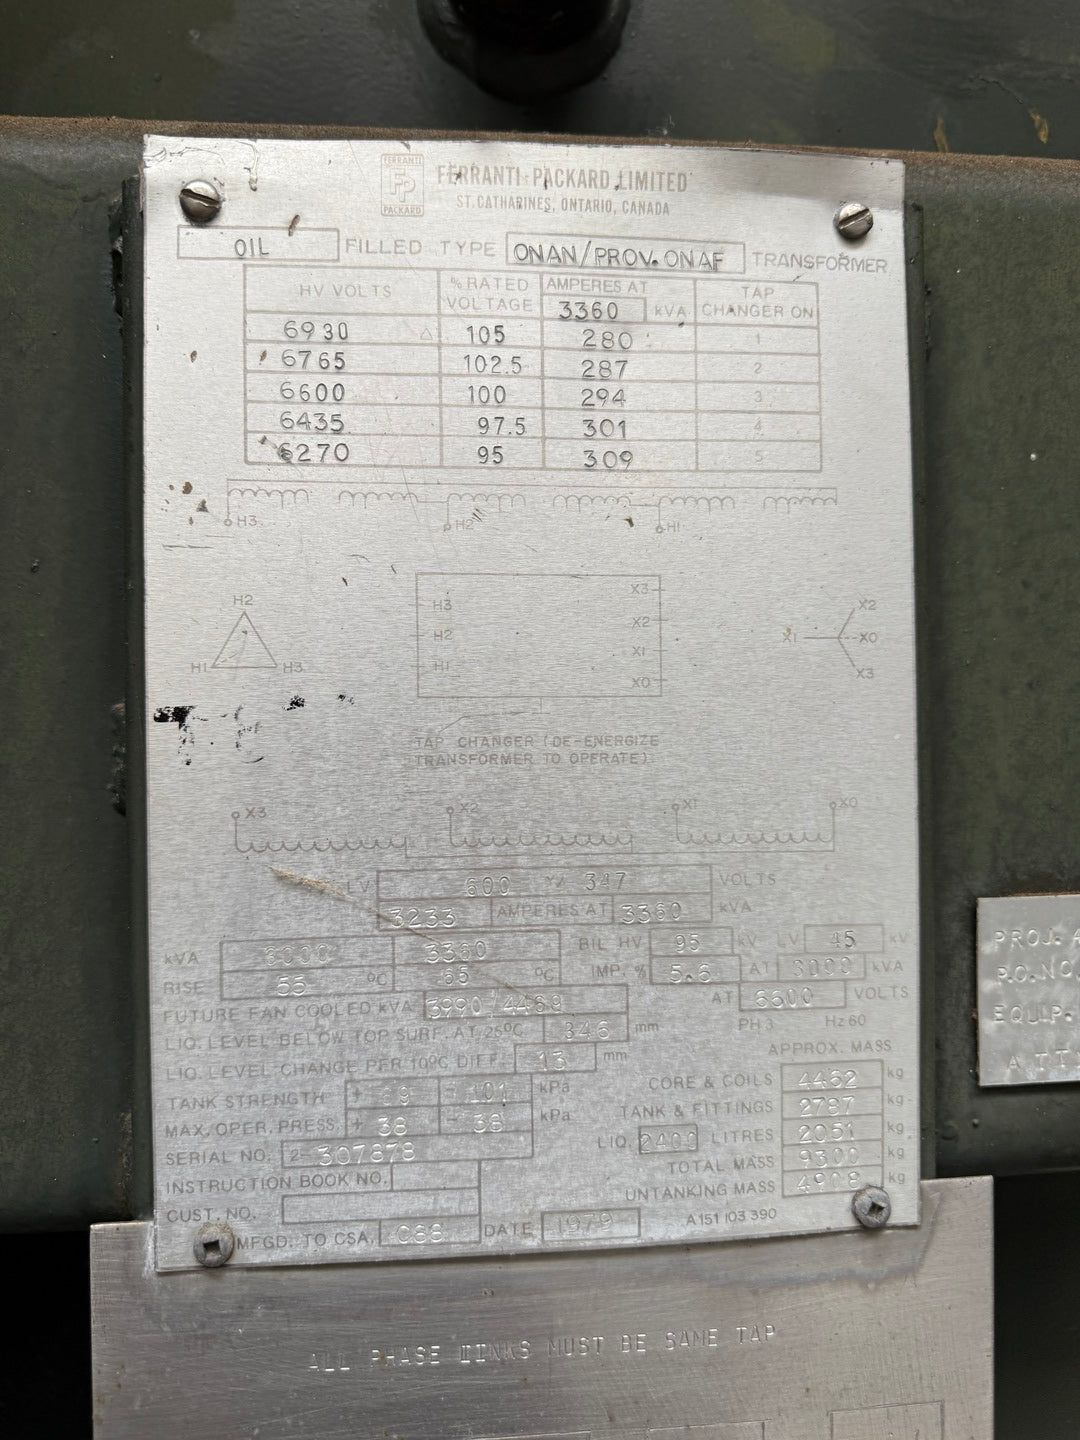 FERRANTI
FP
PACKARD
FERRANTI-PACKARD LIMITED
ST. CATHARINES, ONTARIO, CANADA
OIL FILLED TYPE ONAN/PROV. ONAF TRANSFORMER
HV VOLTS % RATED VOLTAGE AMPERES AT 3360 kVA TAP CHANGER ON
6930 △ 105 280 1
6765 102.5 287 2
6600 100 294 3
6435 97.5 301 4
6270 95 309 5
H3 H2 H1
H2
H1 H3
H3 X3
H2 X2
H1 X1
X0
X2
X1 X0
X3
TAP CHANGER (DE-ENERGIZE
TRANSFORMER TO OPERATE)
X3 X2 X1 X0
LV 600 Y/ 347 VOLTS
3233 AMPERES AT 3360 kVA
kVA 3000 3360 BIL HV 95 kV LV 45 kV
RISE 55 °C 65 °C IMP. % 5.6 AT 3000 kVA
FUTURE FAN COOLED kVA 3990/4469 AT 6600 VOLTS
LIQ. LEVEL BELOW TOP SURF. AT 25°C 346 mm PH 3 Hz 60
LIQ. LEVEL CHANGE PER 10°C DIFF. 13 mm APPROX. MASS
TANK STRENGTH + 69 - 101 kPa CORE & COILS 4462 kg
MAX. OPER. PRESS. + 38 - 38 kPa TANK & FITTINGS 2787 kg
SERIAL NO. 2-307878 LIQ. 2400 LITRES 2051 kg
INSTRUCTION BOOK NO. TOTAL MASS 9300 kg
CUST. NO. UNTANKING MASS 4908 kg
MFGD. TO CSA. C88 DATE 1979 A151 103 390
PROJ.
P.O. NO.
EQUIP.
ALL PHASE LINKS MUST BE SAME TAP